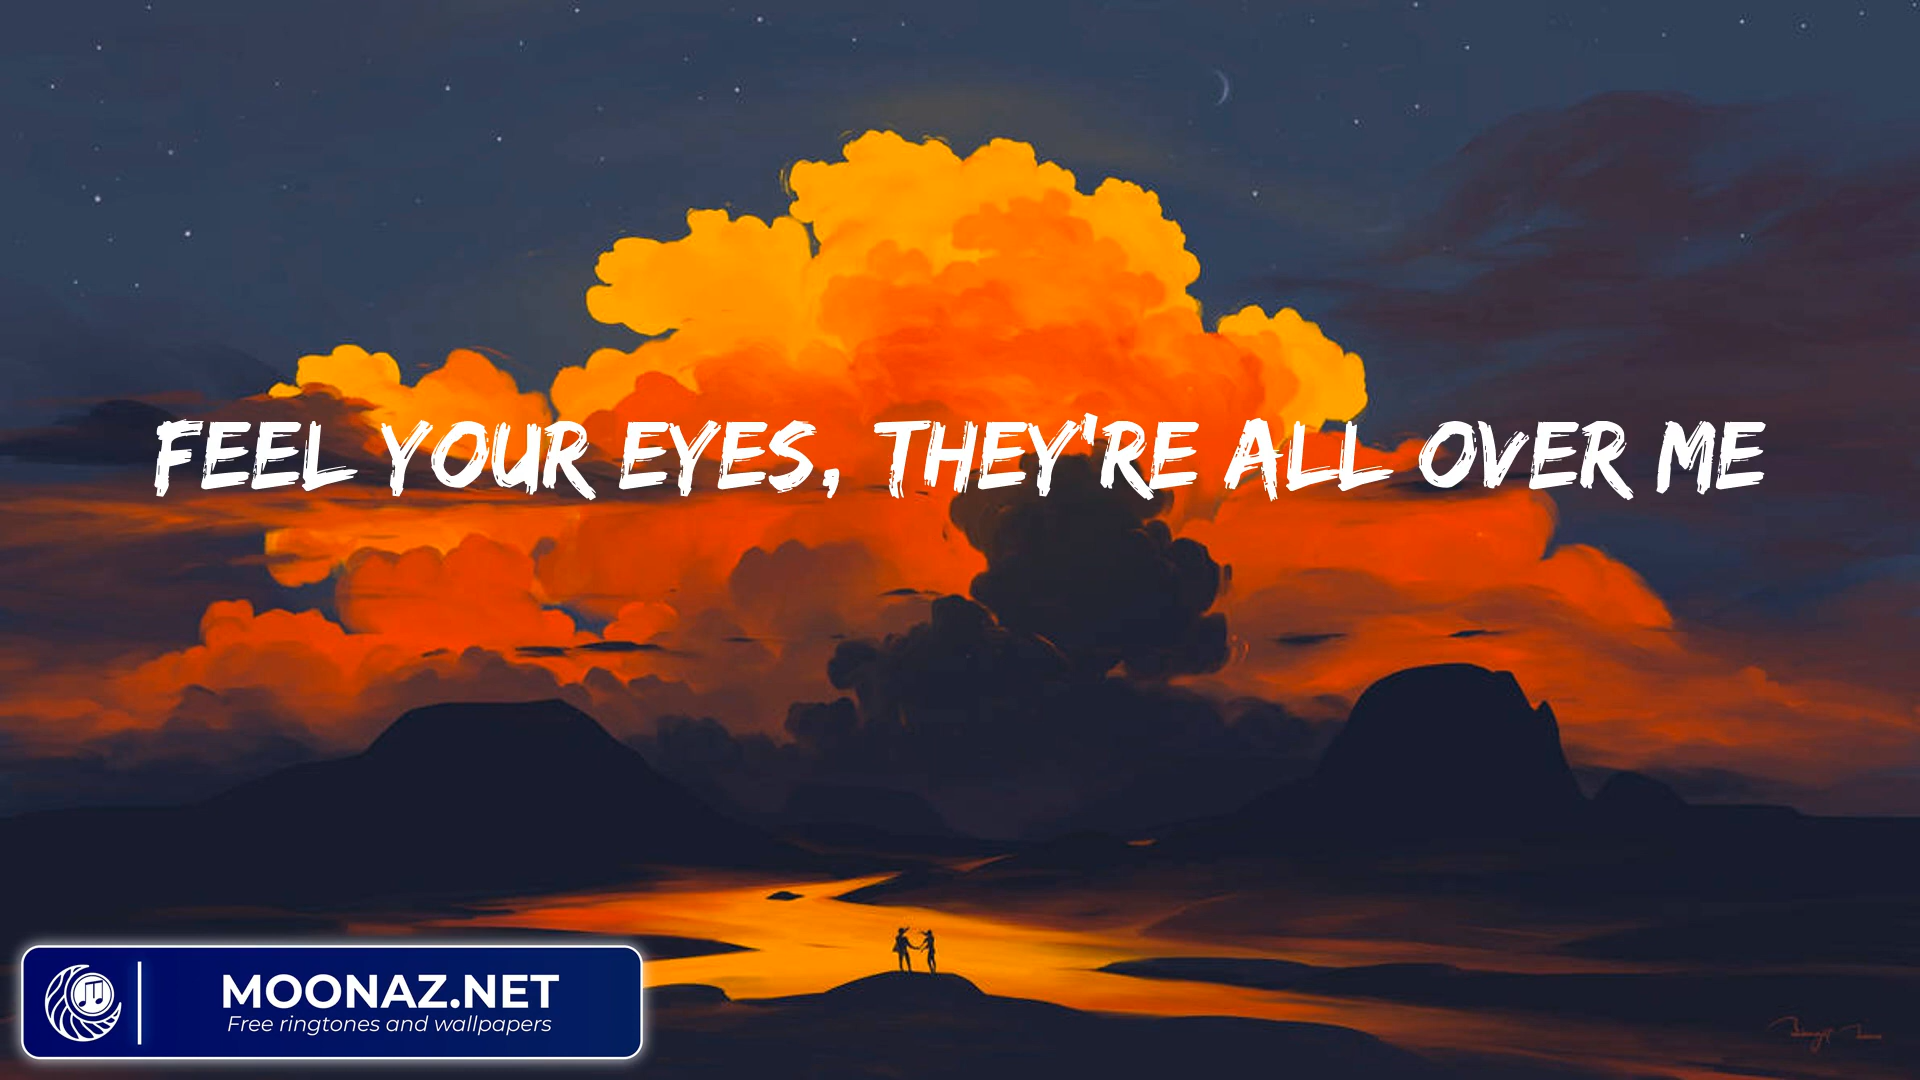 FEEL YOUR EYES, THEY'RE ALL OVER ME
MOONAZ.NET
Free ringtones and wallpapers